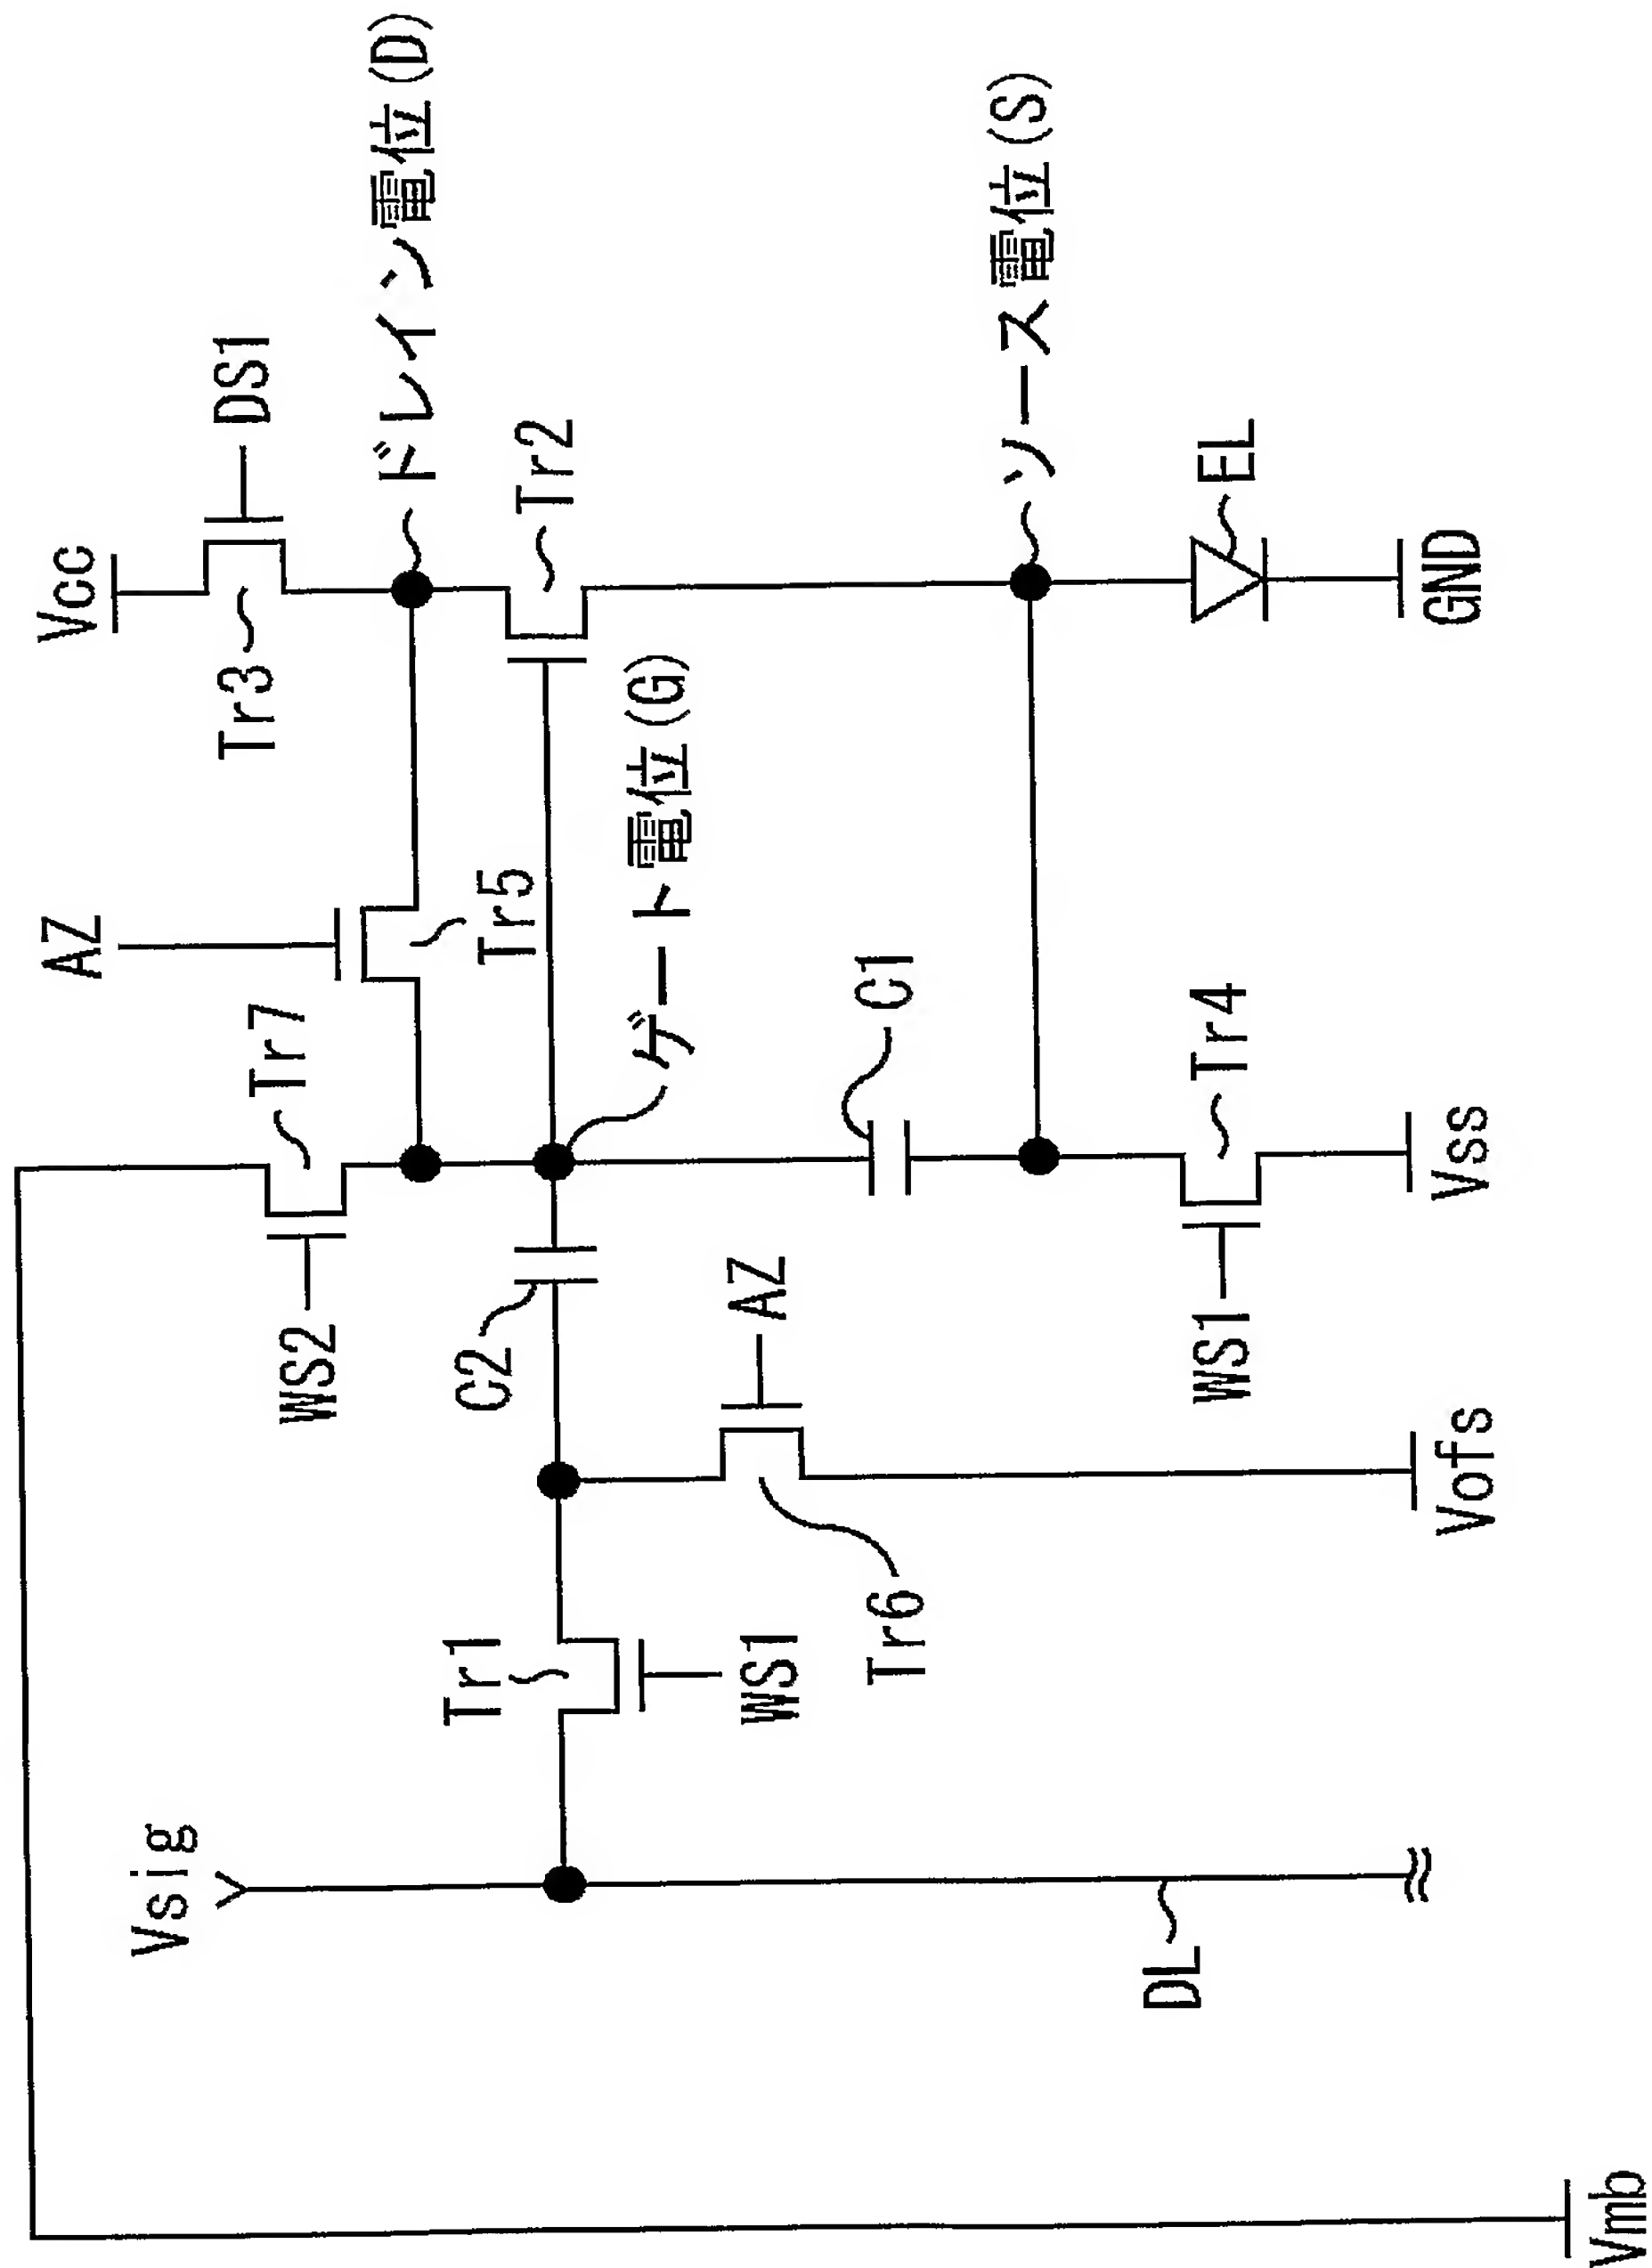 Vcc
DS1
Tr3
ドレイン電位(D)
AZ
Tr7
Tr5
Tr2
WS2
ゲート電位(G)
C2
Vsig
Tr1
WS1
AZ
Tr6
C1
ソース電位(S)
Tr4
WS1
EL
DL
Vmb
Vofs
Vss
GND